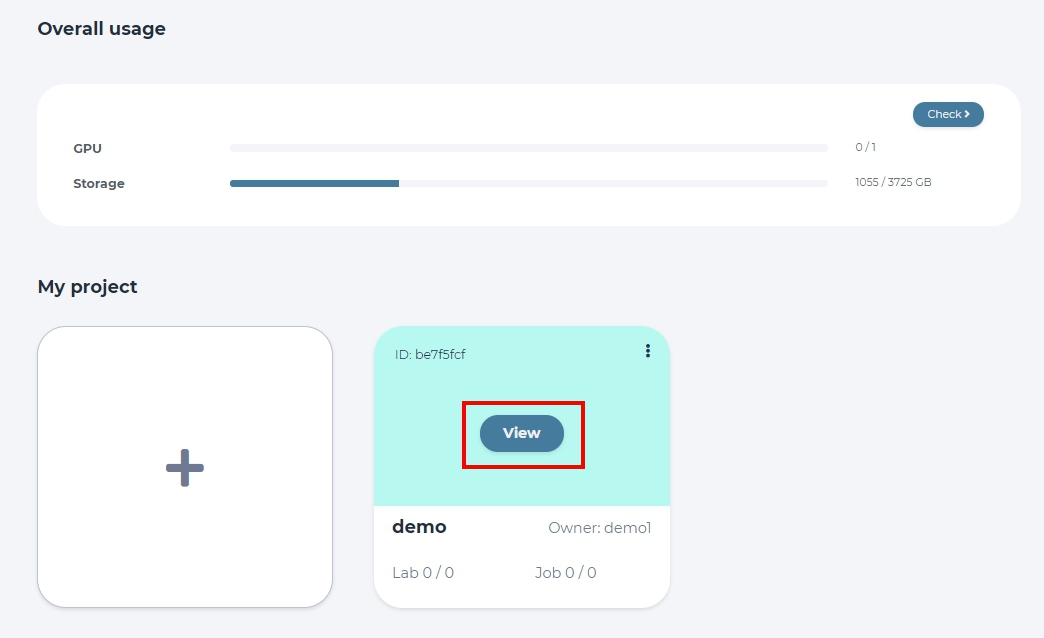 Overall usage
Check
GPU 0 / 1
Storage 1055 / 3725 GB
My project
ID: be7f5fcf
View
demo Owner: demo1
Lab 0 / 0 Job 0 / 0